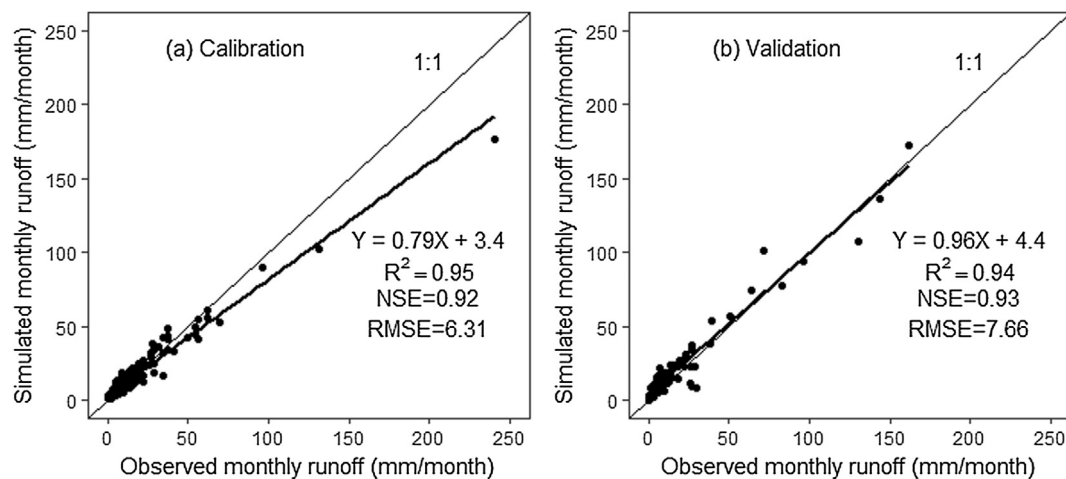 (a) Calibration
1:1
Y = 0.79X + 3.4
R² = 0.95
NSE=0.92
RMSE=6.31
250
200
150
100
50
0
0 50 100 150 200 250
Simulated monthly runoff (mm/month)
Observed monthly runoff (mm/month)
(b) Validation
1:1
Y = 0.96X + 4.4
R² = 0.94
NSE=0.93
RMSE=7.66
250
200
150
100
50
0
0 50 100 150 200 250
Simulated monthly runoff (mm/month)
Observed monthly runoff (mm/month)